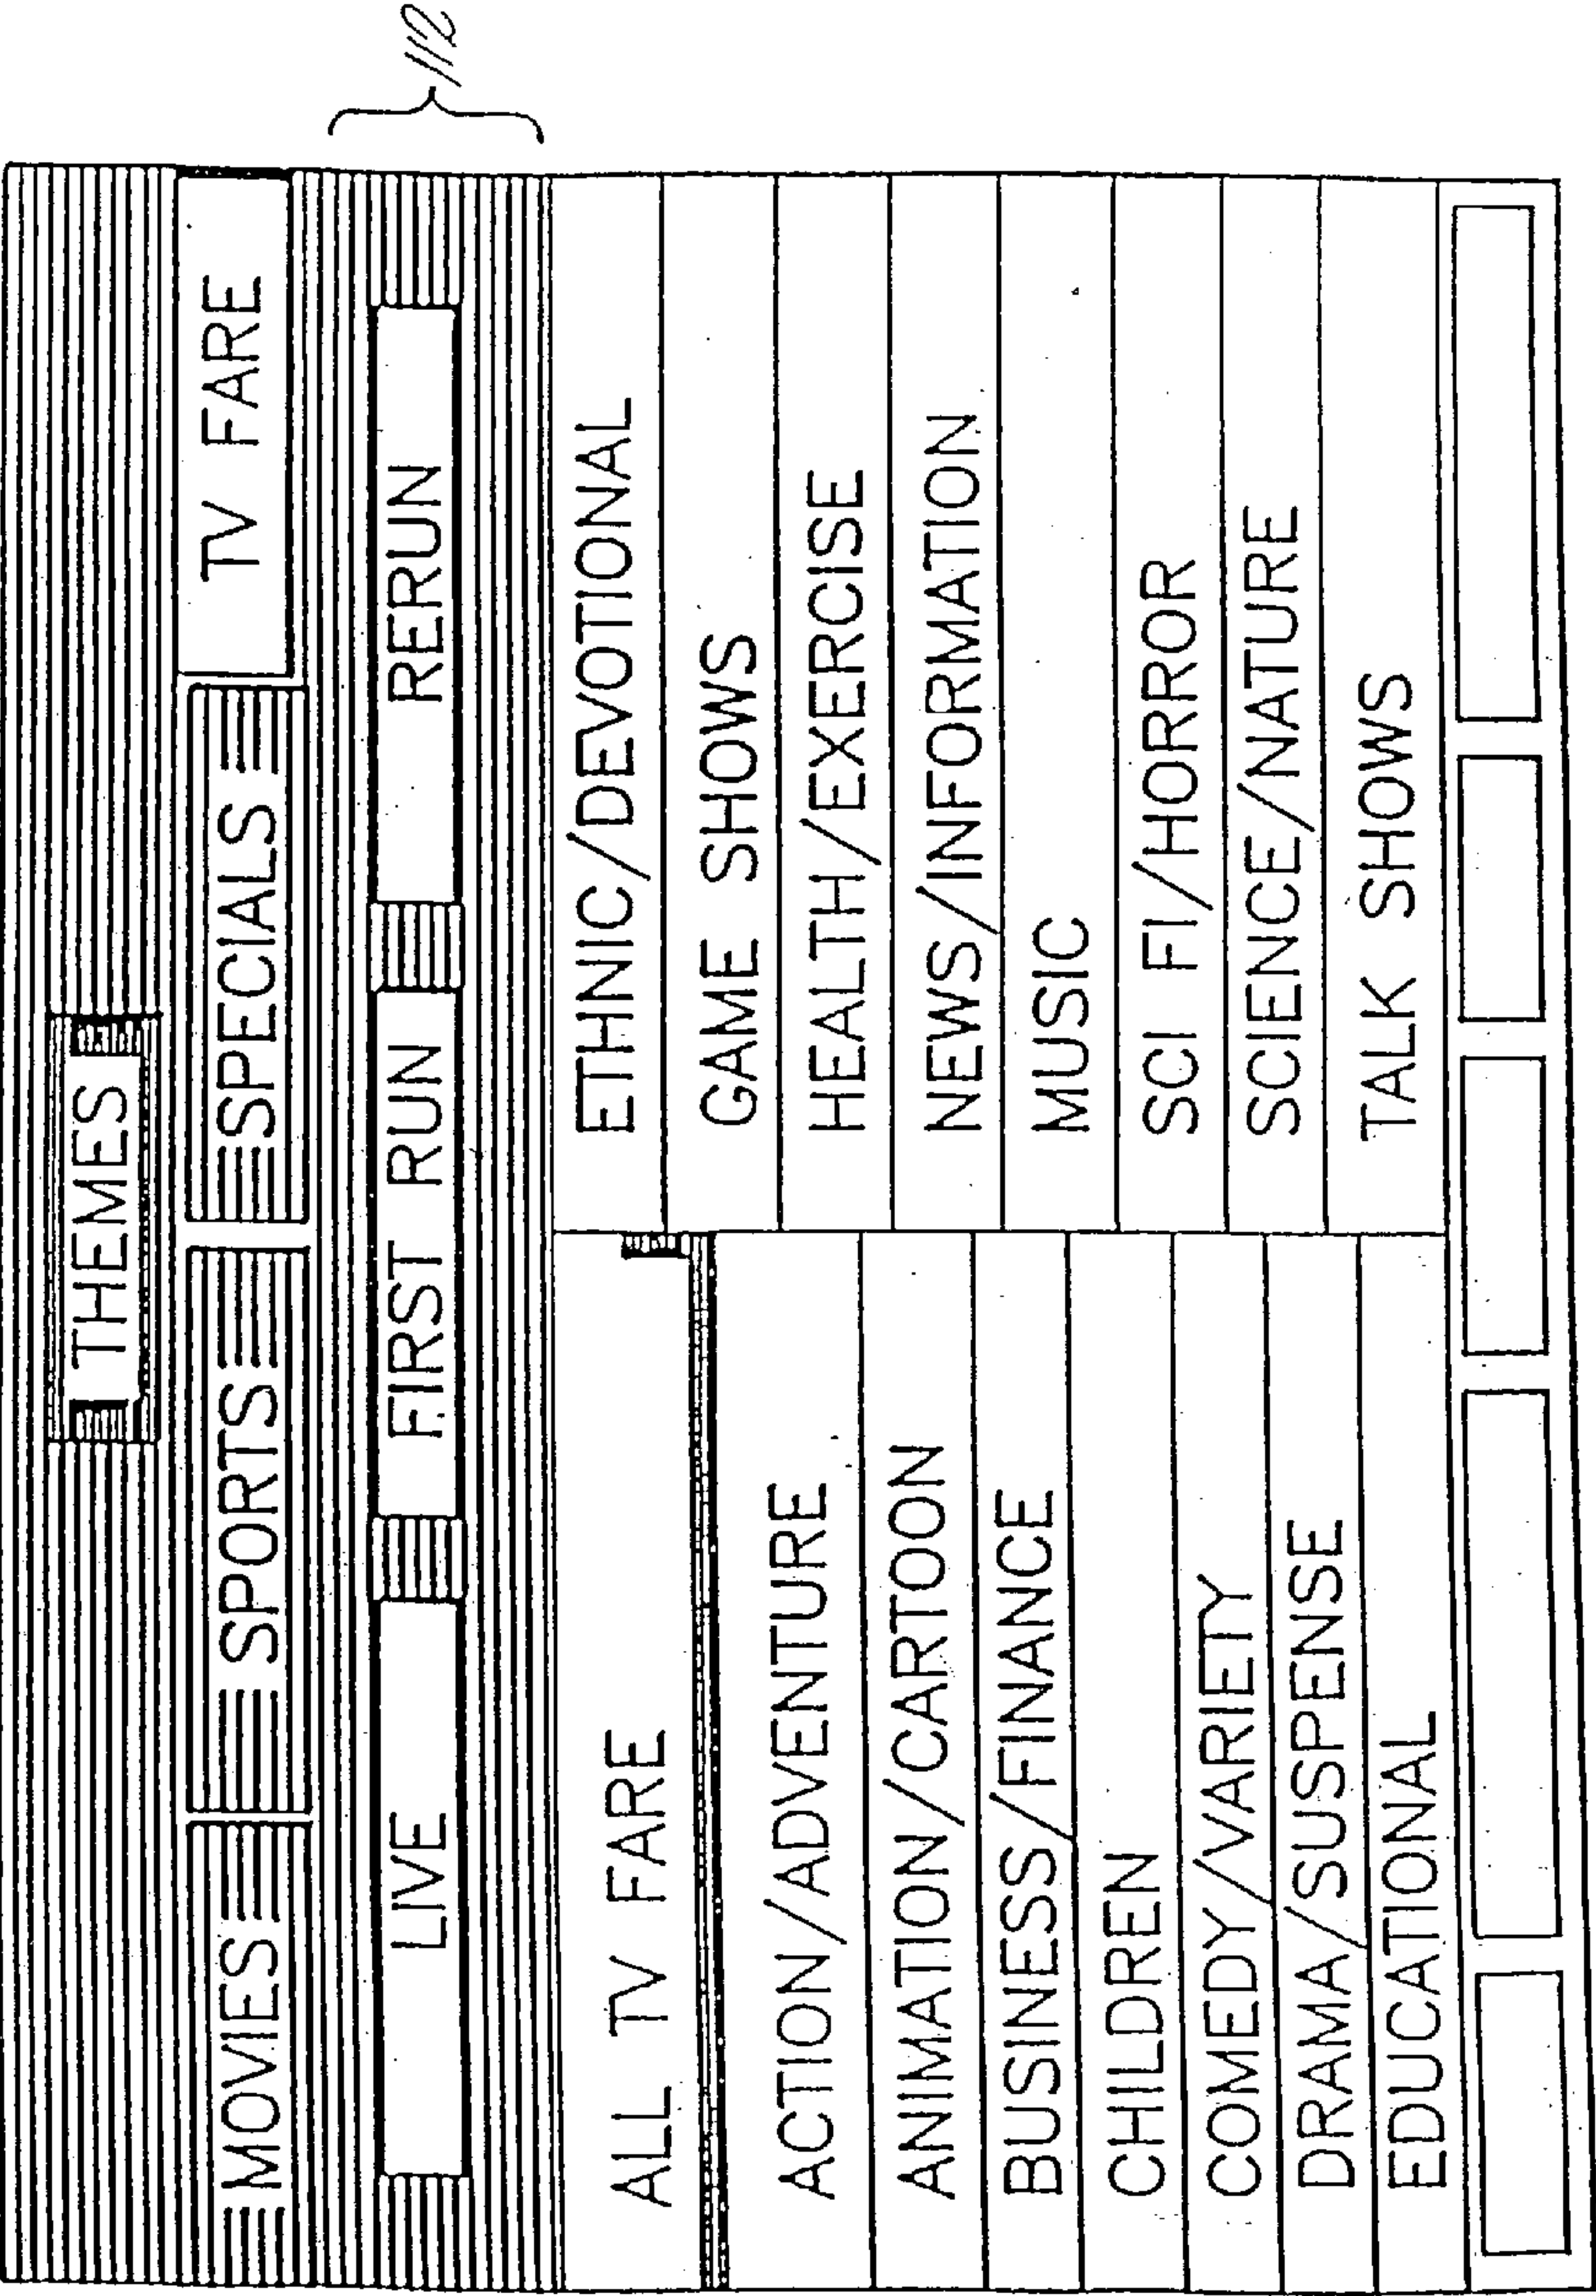 THEMES
MOVIES SPORTS SPECIALS TV FARE
LIVE FIRST RUN RERUN
112
ALL TV FARE
ACTION/ADVENTURE
ANIMATION/CARTOON
BUSINESS/FINANCE
CHILDREN
COMEDY/VARIETY
DRAMA/SUSPENSE
EDUCATIONAL
ETHNIC/DEVOTIONAL
GAME SHOWS
HEALTH/EXERCISE
NEWS/INFORMATION
MUSIC
SCI FI/HORROR
SCIENCE/NATURE
TALK SHOWS